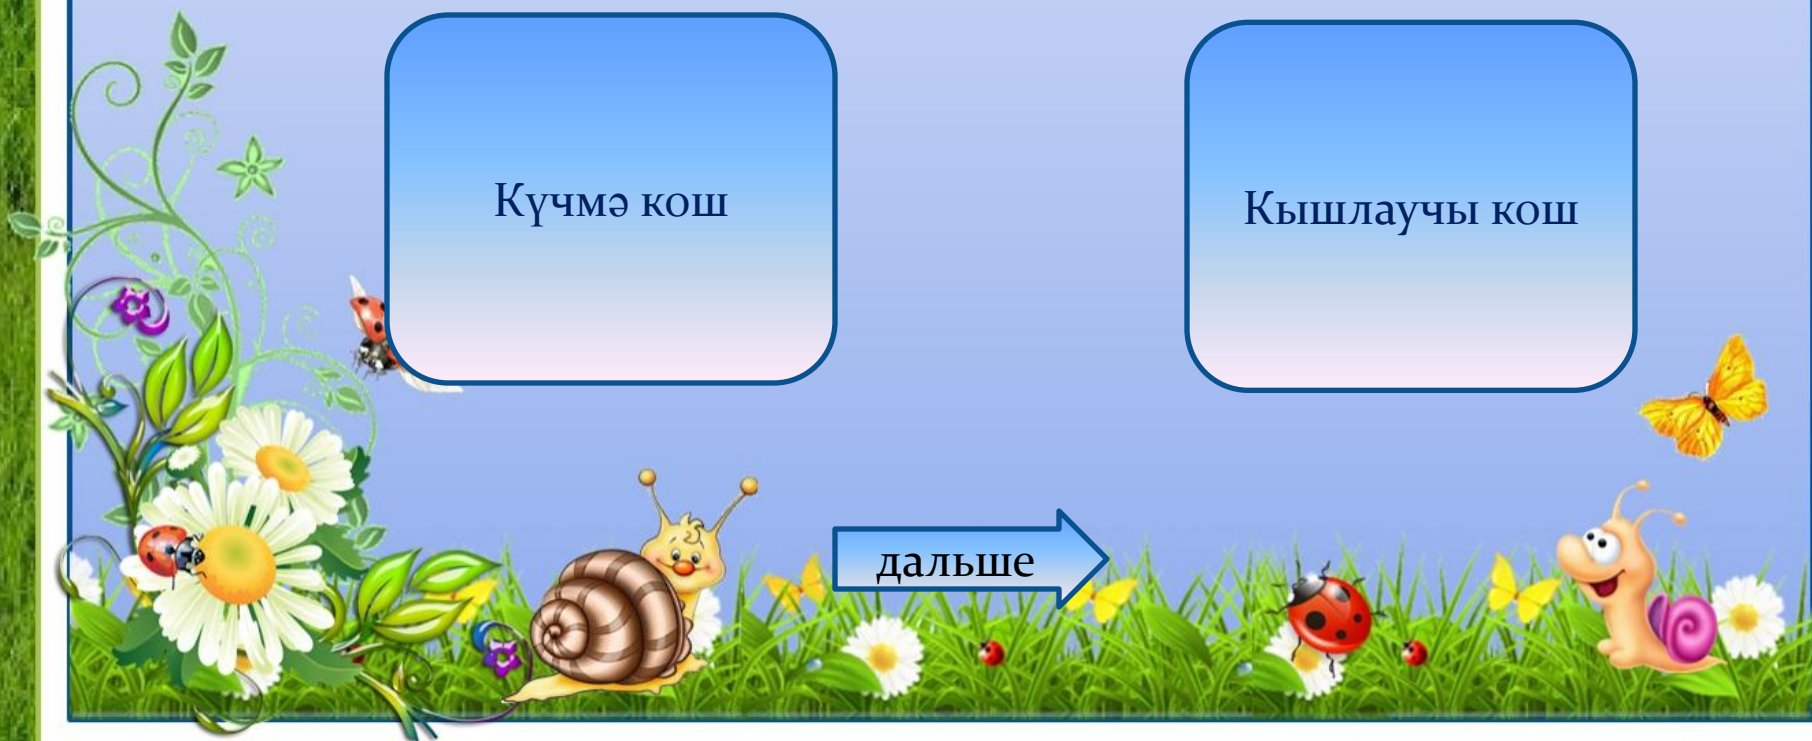 Күчмә кош
Кышлаучы кош
дальше